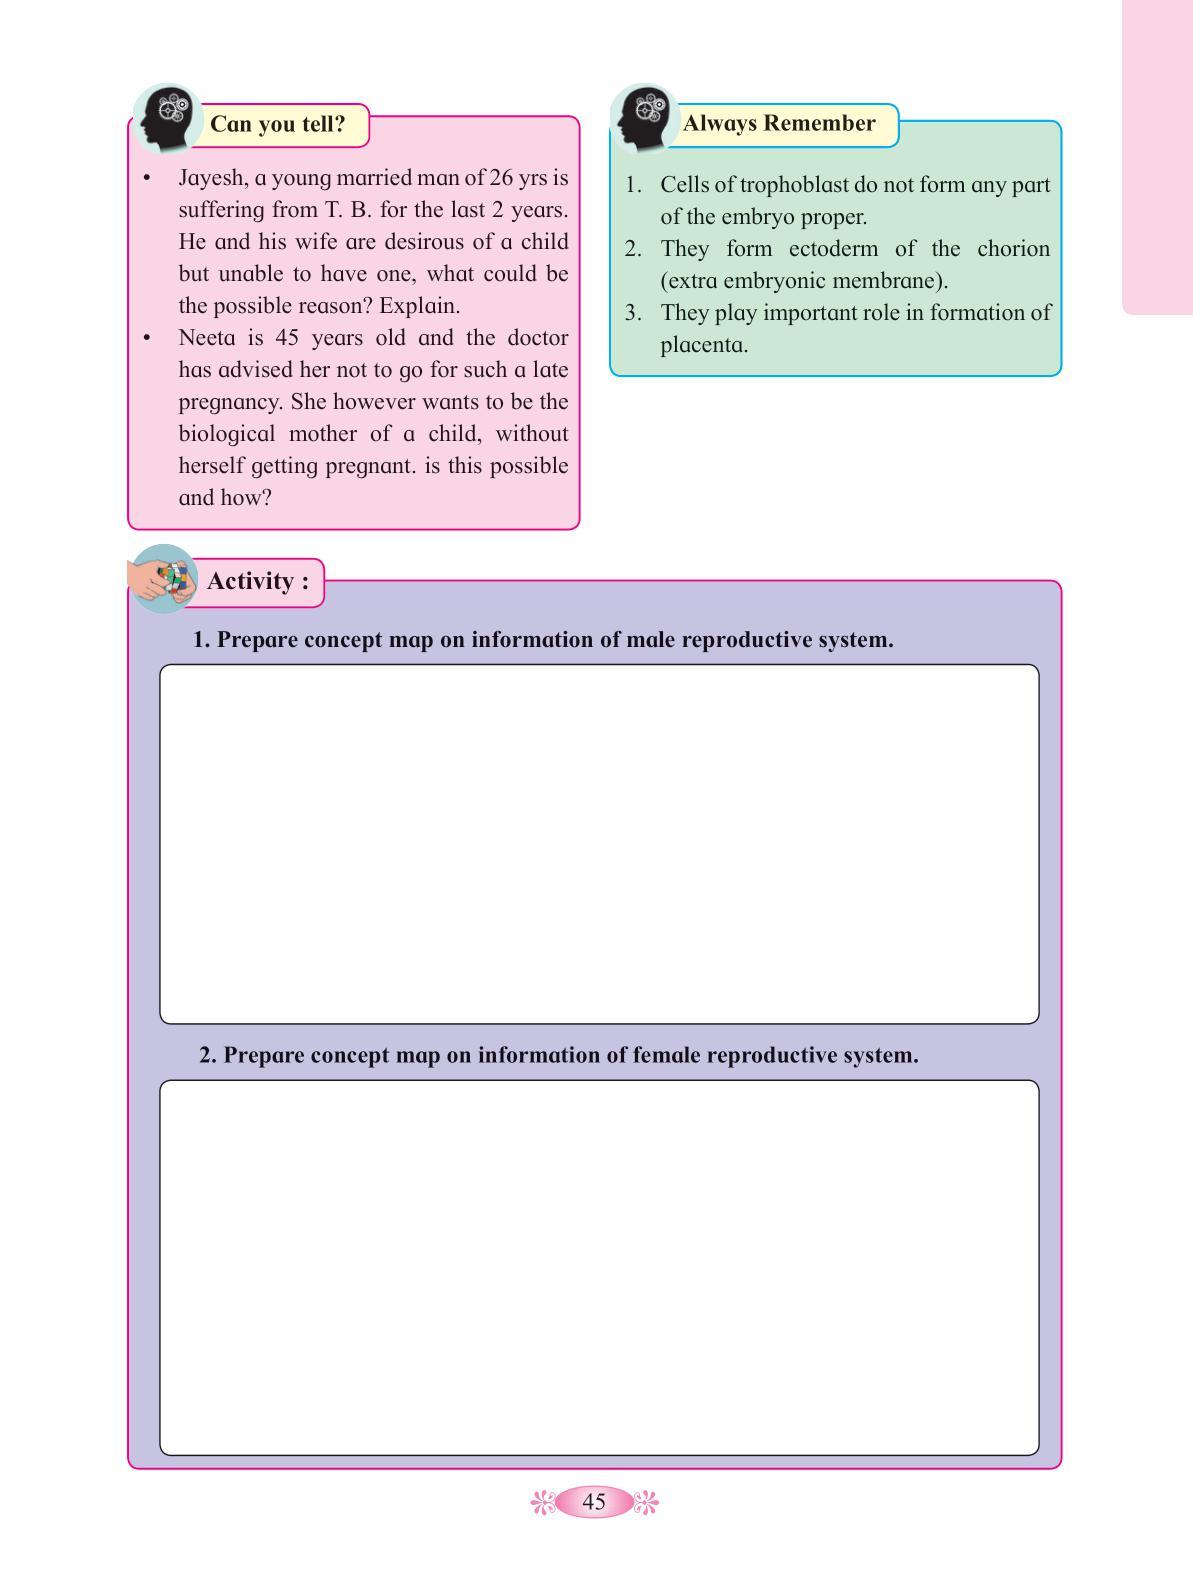 Can you tell?
• Jayesh, a young married man of 26 yrs is
suffering from T. B. for the last 2 years.
He and his wife are desirous of a child
but unable to have one, what could be
the possible reason? Explain.
• Neeta is 45 years old and the doctor
has advised her not to go for such a late
pregnancy. She however wants to be the
biological mother of a child, without
herself getting pregnant. is this possible
and how?
Always Remember
1. Cells of trophoblast do not form any part
of the embryo proper.
2. They form ectoderm of the chorion
(extra embryonic membrane).
3. They play important role in formation of
placenta.
Activity :
1. Prepare concept map on information of male reproductive system.
2. Prepare concept map on information of female reproductive system.
45